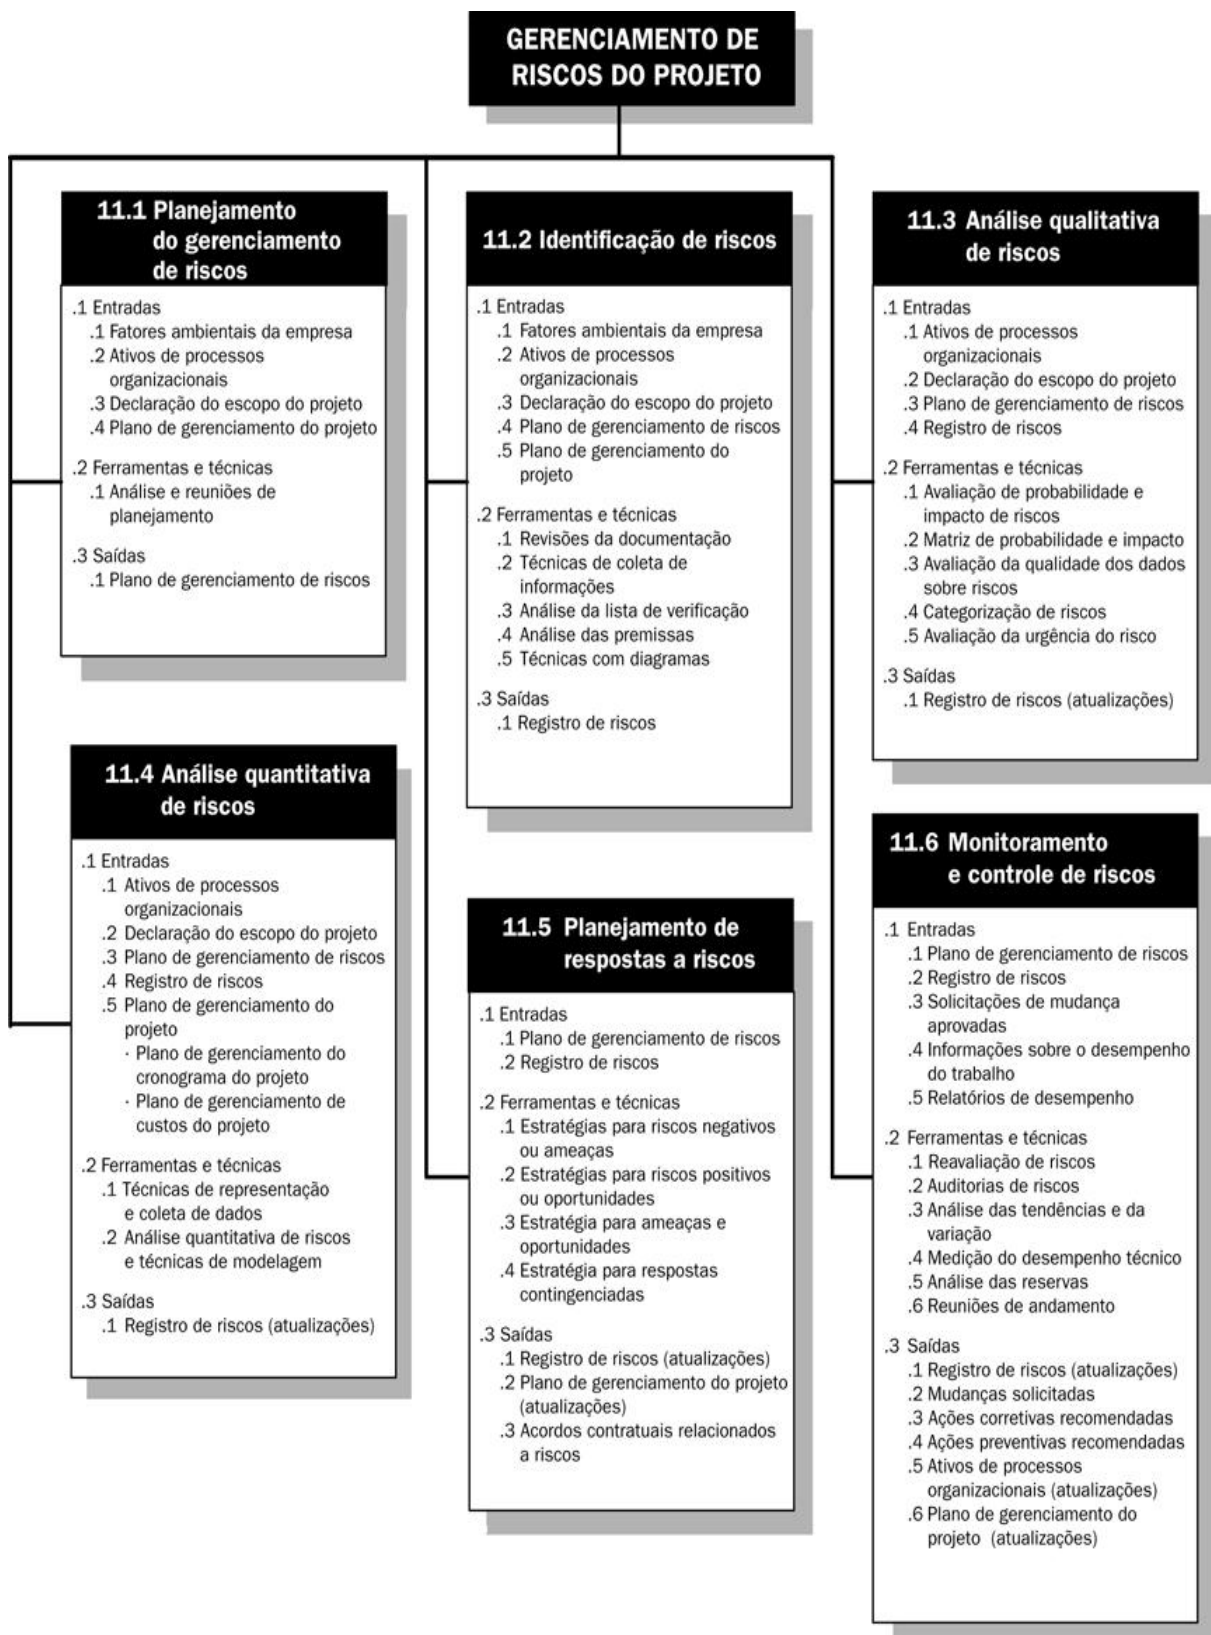 GERENCIAMENTO DE
RISCOS DO PROJETO
11.1 Planejamento
do gerenciamento
de riscos
.1 Entradas
.1 Fatores ambientais da empresa
.2 Ativos de processos
organizacionais
.3 Declaração do escopo do projeto
.4 Plano de gerenciamento do projeto
.2 Ferramentas e técnicas
.1 Análise e reuniões de
planejamento
.3 Saídas
.1 Plano de gerenciamento de riscos
11.2 Identificação de riscos
.1 Entradas
.1 Fatores ambientais da empresa
.2 Ativos de processos
organizacionais
.3 Declaração do escopo do projeto
.4 Plano de gerenciamento de riscos
.5 Plano de gerenciamento do
projeto
.2 Ferramentas e técnicas
.1 Revisões da documentação
.2 Técnicas de coleta de
informações
.3 Análise da lista de verificação
.4 Análise das premissas
.5 Técnicas com diagramas
.3 Saídas
.1 Registro de riscos
11.3 Análise qualitativa
de riscos
.1 Entradas
.1 Ativos de processos
organizacionais
.2 Declaração do escopo do projeto
.3 Plano de gerenciamento de riscos
.4 Registro de riscos
.2 Ferramentas e técnicas
.1 Avaliação de probabilidade e
impacto de riscos
.2 Matriz de probabilidade e impacto
.3 Avaliação da qualidade dos dados
sobre riscos
.4 Categorização de riscos
.5 Avaliação da urgência do risco
.3 Saídas
.1 Registro de riscos (atualizações)
11.4 Análise quantitativa
de riscos
.1 Entradas
.1 Ativos de processos
organizacionais
.2 Declaração do escopo do projeto
.3 Plano de gerenciamento de riscos
.4 Registro de riscos
.5 Plano de gerenciamento do
projeto
· Plano de gerenciamento do
cronograma do projeto
· Plano de gerenciamento de
custos do projeto
.2 Ferramentas e técnicas
.1 Técnicas de representação
e coleta de dados
.2 Análise quantitativa de riscos
e técnicas de modelagem
.3 Saídas
.1 Registro de riscos (atualizações)
11.5 Planejamento de
respostas a riscos
.1 Entradas
.1 Plano de gerenciamento de riscos
.2 Registro de riscos
.2 Ferramentas e técnicas
.1 Estratégias para riscos negativos
ou ameaças
.2 Estratégias para riscos positivos
ou oportunidades
.3 Estratégia para ameaças e
oportunidades
.4 Estratégia para respostas
contingenciadas
.3 Saídas
.1 Registro de riscos (atualizações)
.2 Plano de gerenciamento do projeto
(atualizações)
.3 Acordos contratuais relacionados
a riscos
11.6 Monitoramento
e controle de riscos
.1 Entradas
.1 Plano de gerenciamento de riscos
.2 Registro de riscos
.3 Solicitações de mudança
aprovadas
.4 Informações sobre o desempenho
do trabalho
.5 Relatórios de desempenho
.2 Ferramentas e técnicas
.1 Reavaliação de riscos
.2 Auditorias de riscos
.3 Análise das tendências e da
variação
.4 Medição do desempenho técnico
.5 Análise das reservas
.6 Reuniões de andamento
.3 Saídas
.1 Registro de riscos (atualizações)
.2 Mudanças solicitadas
.3 Ações corretivas recomendadas
.4 Ações preventivas recomendadas
.5 Ativos de processos
organizacionais (atualizações)
.6 Plano de gerenciamento do
projeto (atualizações)